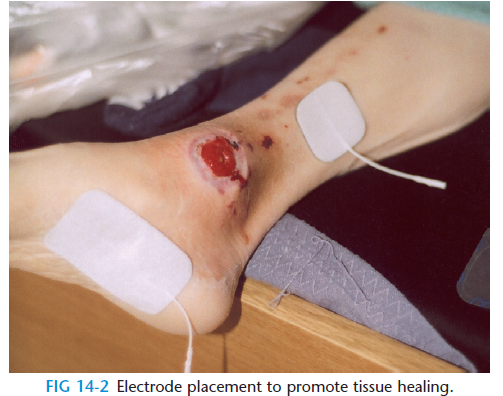 FIG 14-2 Electrode placement to promote tissue healing.